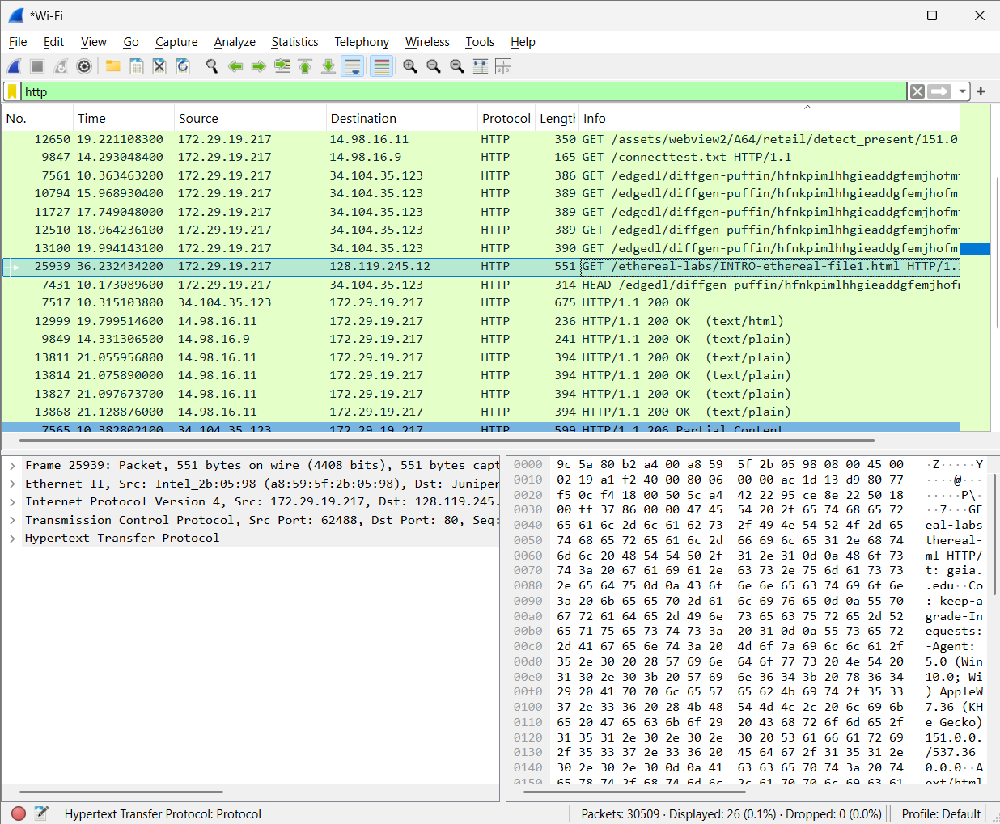 *Wi-Fi
File Edit View Go Capture Analyze Statistics Telephony Wireless Tools Help
http
No. Time Source Destination Protocol Length Info
12650 19.221108300 172.29.19.217 14.98.16.11 HTTP 350 GET /assets/webview2/A64/retail/detect_present/151.0
9847 14.293048400 172.29.19.217 14.98.16.9 HTTP 165 GET /connecttest.txt HTTP/1.1
7561 10.363463200 172.29.19.217 34.104.35.123 HTTP 386 GET /edgedl/diffgen-puffin/hfnkpimlhhgieaddgfemjhofm
10794 15.968930400 172.29.19.217 34.104.35.123 HTTP 389 GET /edgedl/diffgen-puffin/hfnkpimlhhgieaddgfemjhofm
11727 17.749048000 172.29.19.217 34.104.35.123 HTTP 389 GET /edgedl/diffgen-puffin/hfnkpimlhhgieaddgfemjhofm
12510 18.964236100 172.29.19.217 34.104.35.123 HTTP 389 GET /edgedl/diffgen-puffin/hfnkpimlhhgieaddgfemjhofm
13100 19.994143100 172.29.19.217 34.104.35.123 HTTP 390 GET /edgedl/diffgen-puffin/hfnkpimlhhgieaddgfemjhofm
25939 36.232434200 172.29.19.217 128.119.245.12 HTTP 551 GET /ethereal-labs/INTRO-ethereal-file1.html HTTP/1.1
7431 10.173089600 172.29.19.217 34.104.35.123 HTTP 314 HEAD /edgedl/diffgen-puffin/hfnkpimlhhgieaddgfemjhofm
7517 10.315103800 34.104.35.123 172.29.19.217 HTTP 675 HTTP/1.1 200 OK
12999 19.799514600 14.98.16.11 172.29.19.217 HTTP 236 HTTP/1.1 200 OK (text/html)
9849 14.331306500 14.98.16.9 172.29.19.217 HTTP 241 HTTP/1.1 200 OK (text/plain)
13811 21.055956800 14.98.16.11 172.29.19.217 HTTP 394 HTTP/1.1 200 OK (text/plain)
13814 21.075890000 14.98.16.11 172.29.19.217 HTTP 394 HTTP/1.1 200 OK (text/plain)
13827 21.097673700 14.98.16.11 172.29.19.217 HTTP 394 HTTP/1.1 200 OK (text/plain)
13868 21.128876000 14.98.16.11 172.29.19.217 HTTP 394 HTTP/1.1 200 OK (text/plain)
7565 10.382802100 34.104.35.123 172.29.19.217 HTTP 599 HTTP/1.1 206 Partial Content
Frame 25939: Packet, 551 bytes on wire (4408 bits), 551 bytes capt
Ethernet II, Src: Intel_2b:05:98 (a8:59:5f:2b:05:98), Dst: Juniper
Internet Protocol Version 4, Src: 172.29.19.217, Dst: 128.119.245.
Transmission Control Protocol, Src Port: 62488, Dst Port: 80, Seq:
Hypertext Transfer Protocol
0000 9c 5a 80 b2 a4 00 a8 59 5f 2b 05 98 08 00 45 00 ·Z·····Y
0010 02 19 a1 f2 40 00 80 06 00 00 ac 1d 13 d9 80 77 ····@···
0020 f5 0c f4 18 00 50 5c a4 42 22 95 ce 8e 22 50 18 ·····P\·
0030 00 ff 37 86 00 00 47 45 54 20 2f 65 74 68 65 72 ··7···GE
0040 65 61 6c 2d 6c 61 62 73 2f 49 4e 54 52 4f 2d 65 eal-labs
0050 74 68 65 72 65 61 6c 2d 66 69 6c 65 31 2e 68 74 thereal-
0060 6d 6c 20 48 54 54 50 2f 31 2e 31 0d 0a 48 6f 73 ml HTTP/
0070 74 3a 20 67 61 69 61 2e 63 73 2e 75 6d 61 73 73 t: gaia.
0080 2e 65 64 75 0d 0a 43 6f 6e 6e 65 63 74 69 6f 6e .edu··Co
0090 3a 20 6b 65 65 70 2d 61 6c 69 76 65 0d 0a 55 70 : keep-a
00a0 67 72 61 64 65 2d 49 6e 73 65 63 75 72 65 2d 52 grade-In
00b0 65 71 75 65 73 74 73 3a 20 31 0d 0a 55 73 65 72 equests:
00c0 2d 41 67 65 6e 74 3a 20 4d 6f 7a 69 6c 6c 61 2f -Agent:
00d0 35 2e 30 20 28 57 69 6e 64 6f 77 73 20 4e 54 20 5.0 (Win
00e0 31 30 2e 30 3b 20 57 69 6e 36 34 3b 20 78 36 34 10.0; Wi
00f0 29 20 41 70 70 6c 65 57 65 62 4b 69 74 2f 35 33 ) AppleW
0100 37 2e 33 36 20 28 4b 48 54 4d 4c 2c 20 6c 69 6b 7.36 (KH
0110 65 20 47 65 63 6b 6f 29 20 43 68 72 6f 6d 65 2f e Gecko)
0120 31 35 31 2e 30 2e 30 2e 30 20 53 61 66 61 72 69 151.0.0.
0130 2f 35 33 37 2e 33 36 20 45 64 67 2f 31 35 31 2e /537.36
0140 30 2e 30 2e 30 0d 0a 41 63 63 65 70 74 3a 20 74 0.0.0··A
0150 65 78 74 2f 68 74 6d 6c 2c 61 70 70 6c 69 63 61 ext/html
Hypertext Transfer Protocol: Protocol Packets: 30509 · Displayed: 26 (0.1%) · Dropped: 0 (0.0%) Profile: Default